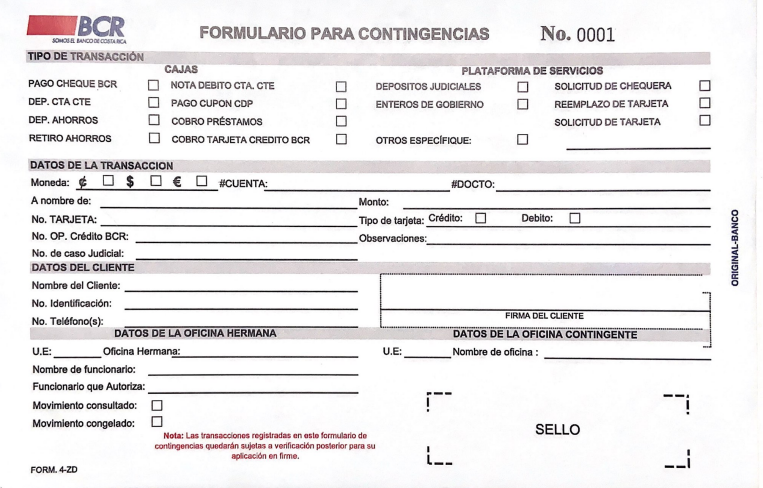 BCR
SOMOS EL BANCO DE COSTA RICA
FORMULARIO PARA CONTINGENCIAS No. 0001
TIPO DE TRANSACCIÓN
CAJAS PLATAFORMA DE SERVICIOS
PAGO CHEQUE BCR NOTA DEBITO CTA. CTE DEPOSITOS JUDICIALES SOLICITUD DE CHEQUERA
DEP. CTA CTE PAGO CUPON CDP ENTEROS DE GOBIERNO REEMPLAZO DE TARJETA
DEP. AHORROS COBRO PRÉSTAMOS SOLICITUD DE TARJETA
RETIRO AHORROS COBRO TARJETA CREDITO BCR OTROS ESPECÍFIQUE:
DATOS DE LA TRANSACCION
Moneda: ₡ $ € #CUENTA: #DOCTO:
A nombre de: Monto:
No. TARJETA: Tipo de tarjeta: Crédito: Debito:
No. OP. Crédito BCR: Observaciones:
No. de caso Judicial:
DATOS DEL CLIENTE
Nombre del Cliente:
No. Identificación:
FIRMA DEL CLIENTE
No. Teléfono(s):
DATOS DE LA OFICINA HERMANA DATOS DE LA OFICINA CONTINGENTE
U.E: Oficina Hermana: U.E: Nombre de oficina :
Nombre de funcionario:
Funcionario que Autoriza:
Movimiento consultado:
Movimiento congelado:
SELLO
Nota: Las transacciones registradas en este formulario de
contingencias quedarán sujetas a verificación posterior para su
aplicación en firme.
FORM. 4-ZD
ORIGINAL-BANCO